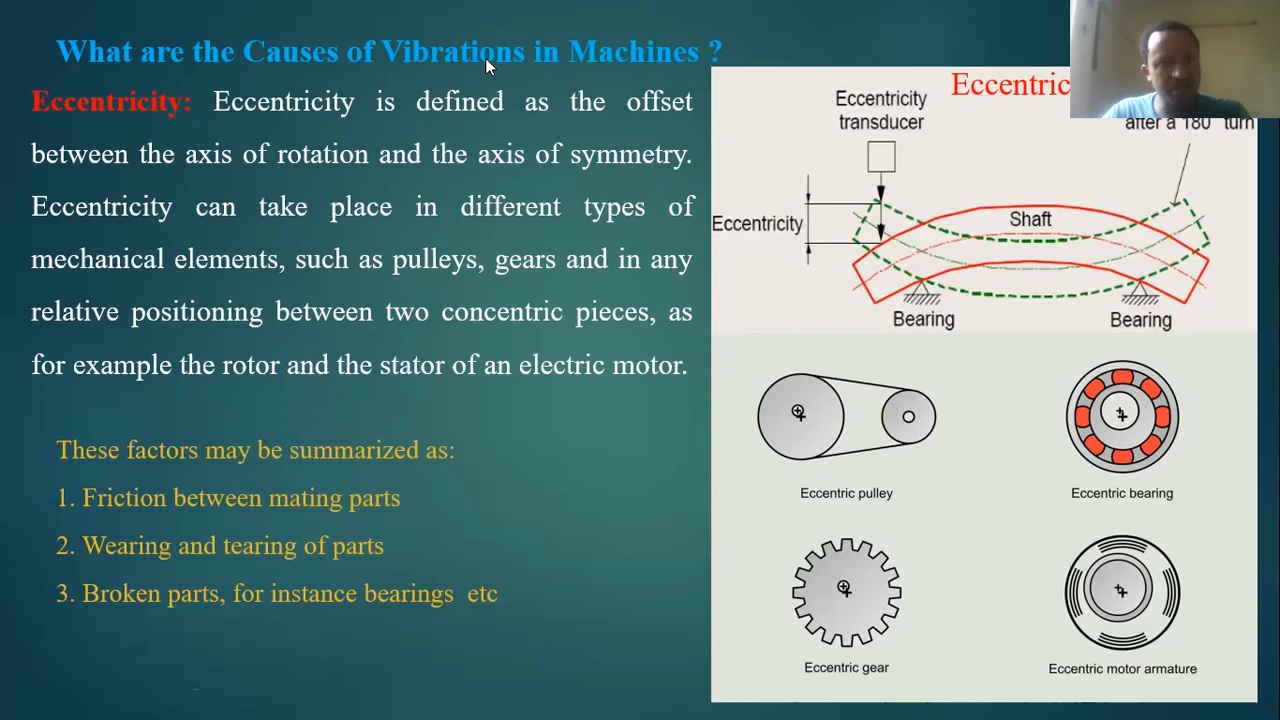 What are the Causes of Vibrations in Machines ?
Eccentricity: Eccentricity is defined as the offset
between the axis of rotation and the axis of symmetry.
Eccentricity can take place in different types of
mechanical elements, such as pulleys, gears and in any
relative positioning between two concentric pieces, as
for example the rotor and the stator of an electric motor.
These factors may be summarized as:
1. Friction between mating parts
2. Wearing and tearing of parts
3. Broken parts, for instance bearings etc
Eccentric
Eccentricity
transducer
after a 180° turn
Eccentricity
Shaft
Bearing
Bearing
Eccentric pulley
Eccentric bearing
Eccentric gear
Eccentric motor armature